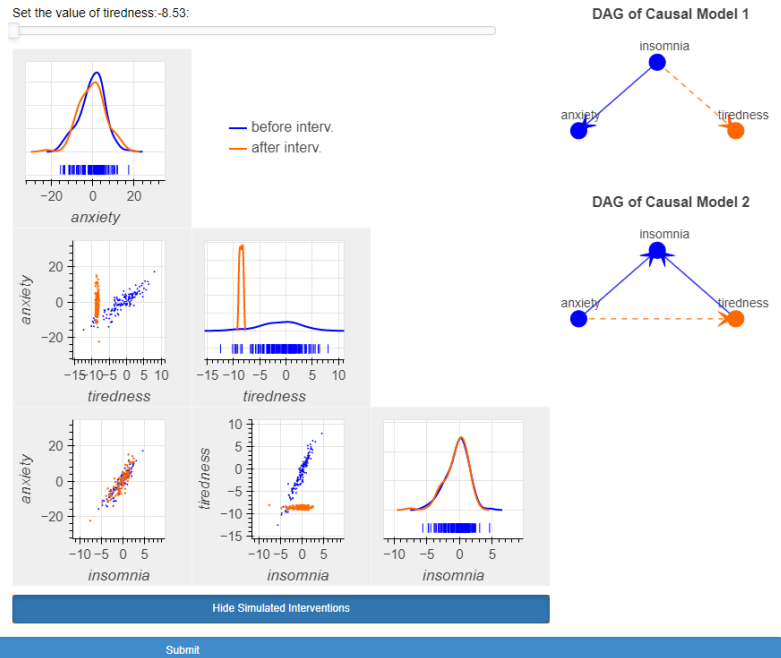 Set the value of tiredness:-8.53:
DAG of Causal Model 1
insomnia
anxiety
tiredness
before interv.
after interv.
−20 0 20
anxiety
DAG of Causal Model 2
insomnia
anxiety
tiredness
anxiety
20
0
−20
−15−10−5 0 5 10
tiredness
−15 −10 −5 0 5 10
tiredness
anxiety
20
0
−20
−10 −5 0 5
insomnia
tiredness
10
5
0
−5
−10
−15
−10 −5 0 5
insomnia
−10 −5 0 5
insomnia
Hide Simulated Interventions
Submit